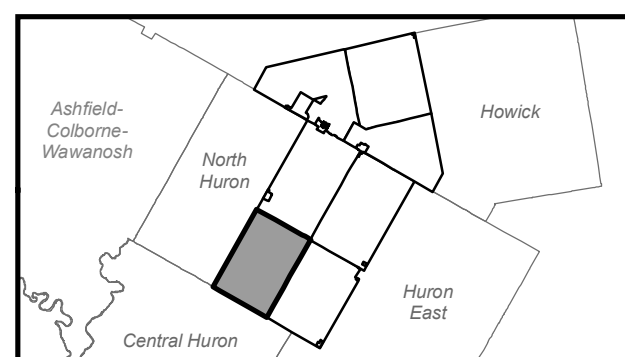 Ashfield-
Colborne-
Wawanosh
North
Huron
Howick
Huron
East
Central Huron